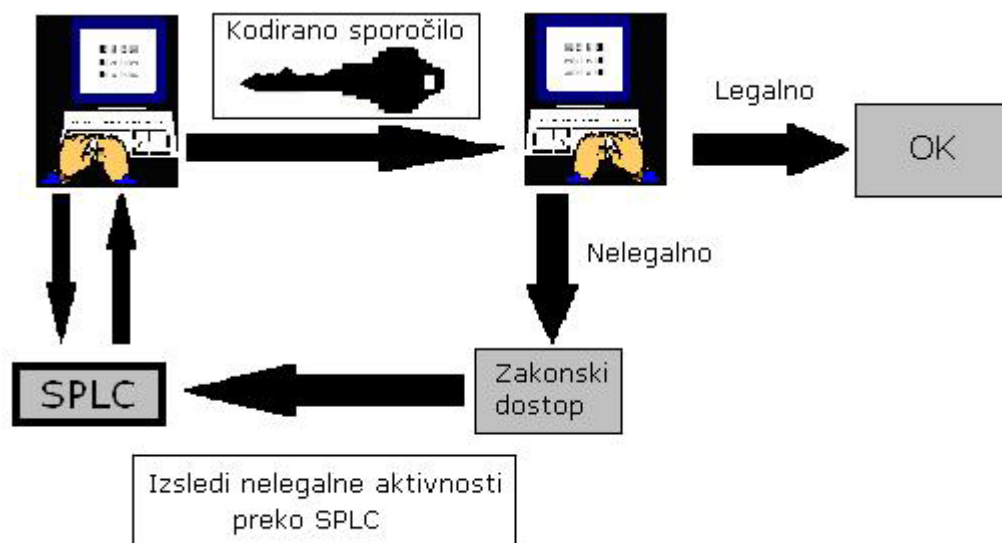 Kodirano sporočilo
Legalno
OK
Nelegalno
SPLC
Zakonski
dostop
Izsledi nelegalne aktivnosti
preko SPLC